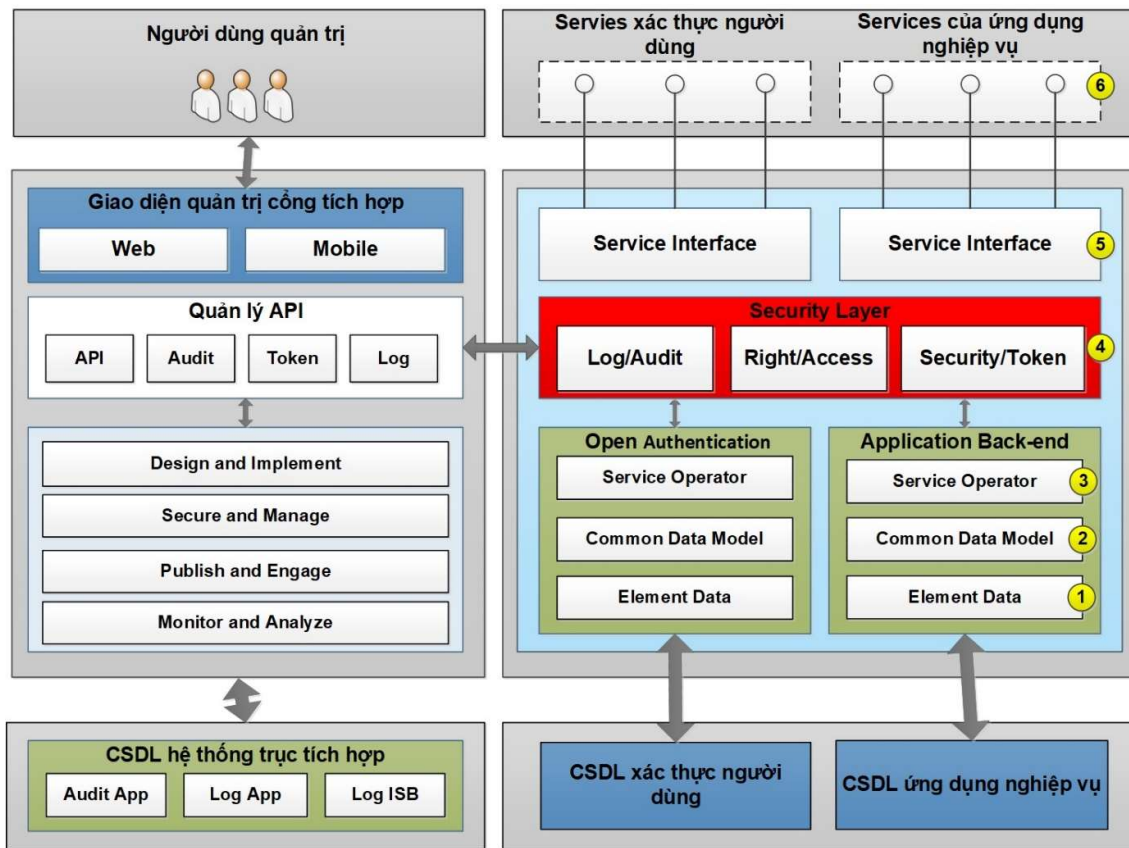 Người dùng quản trị
Giao diện quản trị cổng tích hợp
Web
Mobile
Quản lý API
API
Audit
Token
Log
Design and Implement
Secure and Manage
Publish and Engage
Monitor and Analyze
CSDL hệ thống trục tích hợp
Audit App
Log App
Log ISB
Servies xác thực người
dùng
Services của ứng dụng
nghiệp vụ
6
Service Interface
Service Interface
5
Security Layer
Log/Audit
Right/Access
Security/Token
4
Open Authentication
Service Operator
Common Data Model
Element Data
Application Back-end
Service Operator
3
Common Data Model
2
Element Data
1
CSDL xác thực người
dùng
CSDL ứng dụng nghiệp vụ